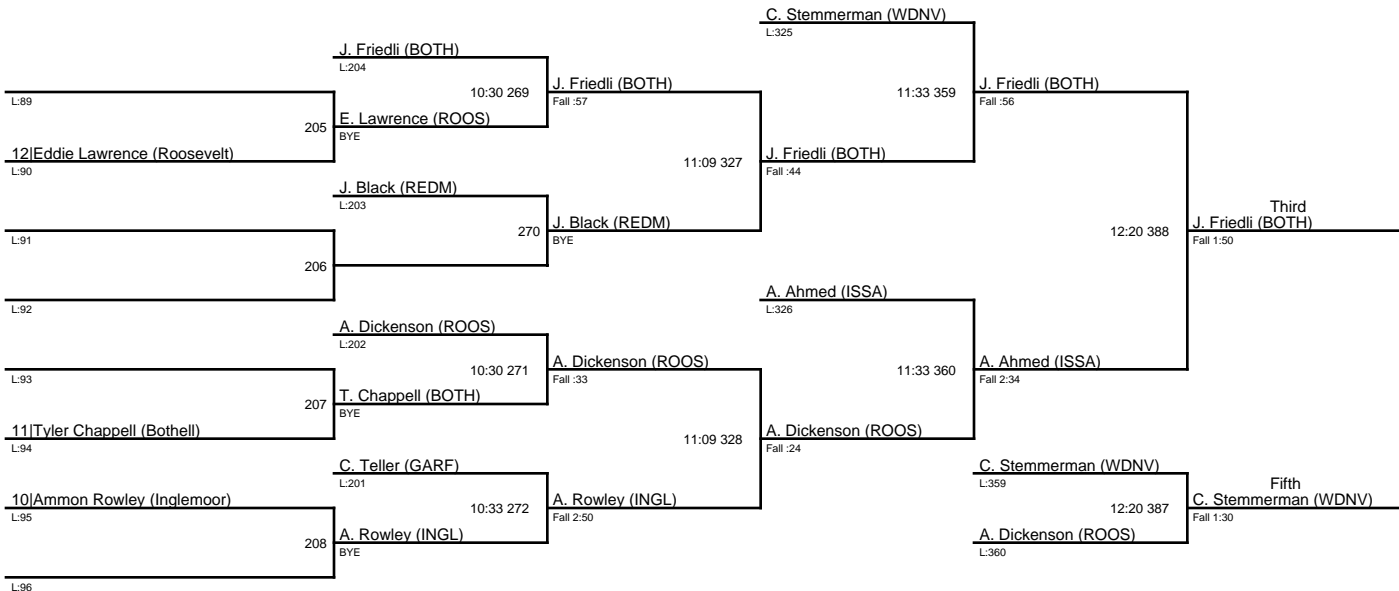 C. Stemmerman (WDNV)
L:325
J. Friedli (BOTH)
L:204
10:30 269
J. Friedli (BOTH)
Fall :57
11:33 359
J. Friedli (BOTH)
Fall :56
L:89
205
E. Lawrence (ROOS)
BYE
12|Eddie Lawrence (Roosevelt)
L:90
11:09 327
J. Friedli (BOTH)
Fall :44
J. Black (REDM)
L:203
270
J. Black (REDM)
BYE
12:20 388
Third
J. Friedli (BOTH)
Fall 1:50
L:91
206
L:92
A. Ahmed (ISSA)
L:326
A. Dickenson (ROOS)
L:202
10:30 271
A. Dickenson (ROOS)
Fall :33
11:33 360
A. Ahmed (ISSA)
Fall 2:34
L:93
207
T. Chappell (BOTH)
BYE
11|Tyler Chappell (Bothell)
L:94
11:09 328
A. Dickenson (ROOS)
Fall :24
C. Teller (GARF)
L:201
10:33 272
A. Rowley (INGL)
Fall 2:50
C. Stemmerman (WDNV)
L:359
12:20 387
Fifth
C. Stemmerman (WDNV)
Fall 1:30
10|Ammon Rowley (Inglemoor)
L:95
208
A. Rowley (INGL)
BYE
A. Dickenson (ROOS)
L:360
L:96